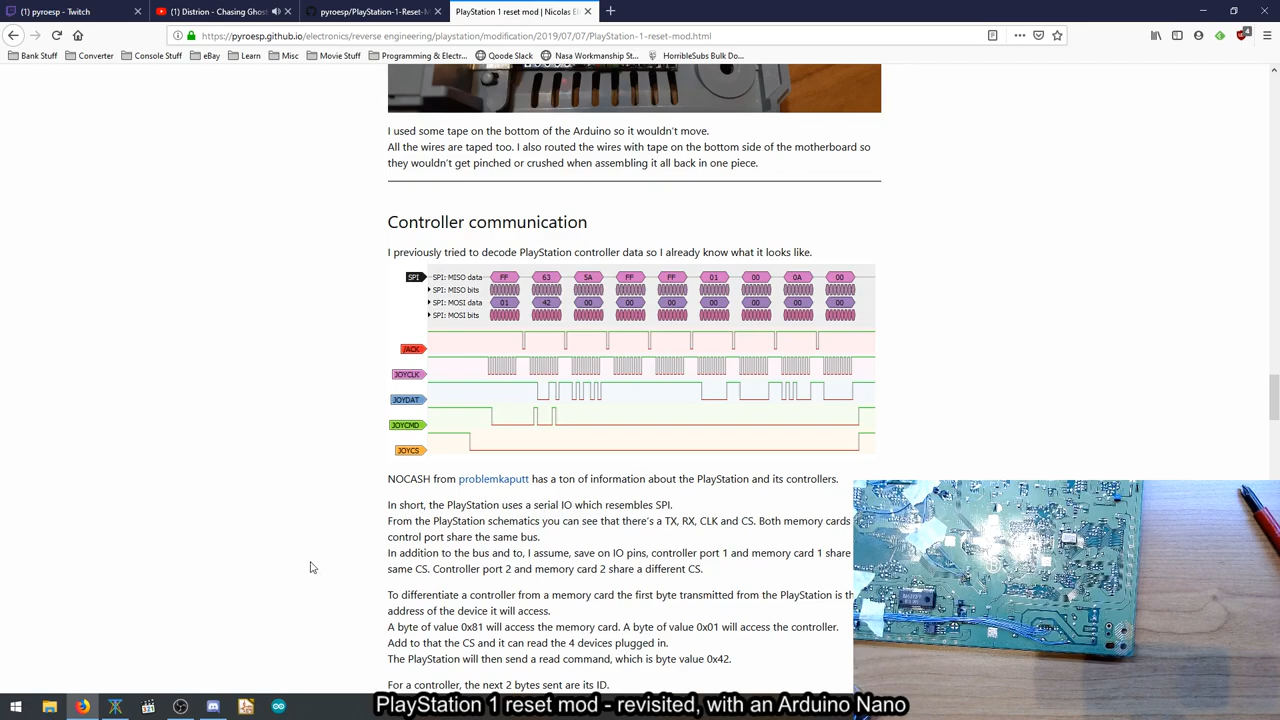 (1) pyroesp - Twitch
(1) Distrion - Chasing Ghost
pyroesp/PlayStation-1-Reset-M
PlayStation 1 reset mod | Nicolas El
https://pyroesp.github.io/electronics/reverse engineering/playstation/modification/2019/07/07/PlayStation-1-reset-mod.html
Bank Stuff
Converter
Console Stuff
eBay
Learn
Misc
Movie Stuff
Programming & Electr...
Qoode Slack
Nasa Workmanship St...
HorribleSubs Bulk Do...
I used some tape on the bottom of the Arduino so it wouldn't move.
All the wires are taped too. I also routed the wires with tape on the bottom side of the motherboard so
they wouldn't get pinched or crushed when assembling it all back in one piece.
Controller communication
I previously tried to decode PlayStation controller data so I already know what it looks like.
SPI
SPI: MISO data FF 63 5A FF FF 01 00 0A 00
SPI: MISO bits
SPI: MOSI data 01 42 00 00 00 00 00 00 00
SPI: MOSI bits
/ACK
JOYCLK
JOYDAT
JOYCMD
JOYCS
NOCASH from problemkaputt has a ton of information about the PlayStation and its controllers.
In short, the PlayStation uses a serial IO which resembles SPI.
From the PlayStation schematics you can see that there's a TX, RX, CLK and CS. Both memory cards
control port share the same bus.
In addition to the bus and to, I assume, save on IO pins, controller port 1 and memory card 1 share
same CS. Controller port 2 and memory card 2 share a different CS.
To differentiate a controller from a memory card the first byte transmitted from the PlayStation is th
address of the device it will access.
A byte of value 0x81 will access the memory card. A byte of value 0x01 will access the controller.
Add to that the CS and it can read the 4 devices plugged in.
The PlayStation will then send a read command, which is byte value 0x42.
For a controller, the next 2 bytes sent are its ID.
PlayStation 1 reset mod - revisited, with an Arduino Nano